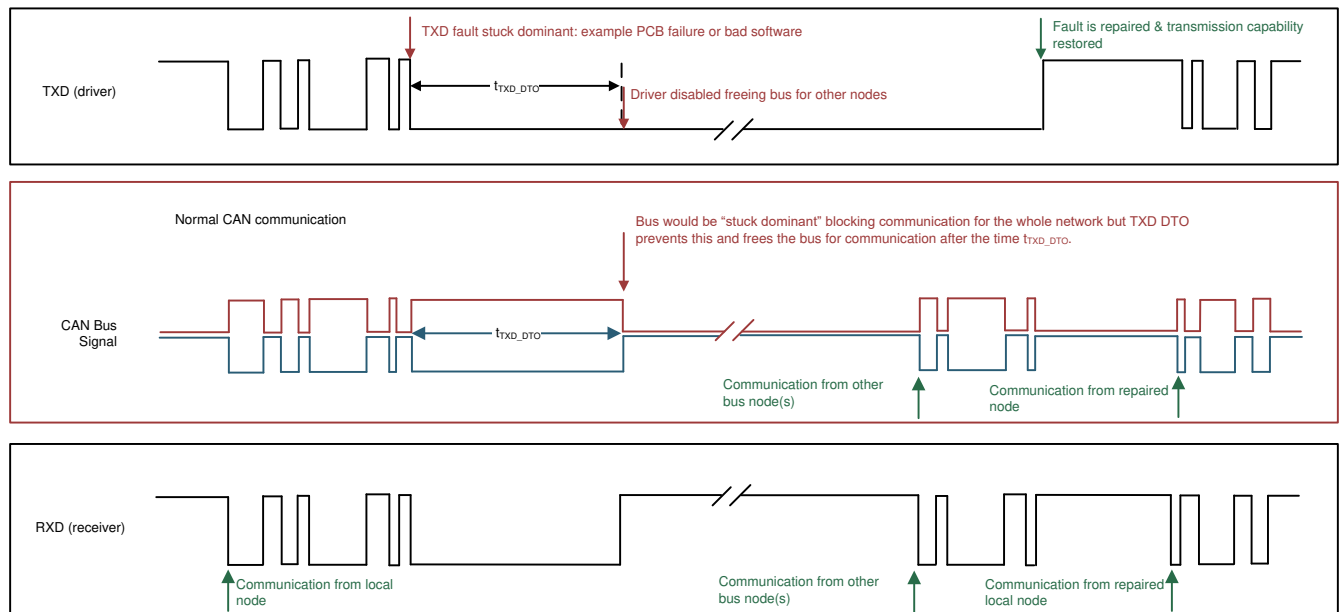 TXD fault stuck dominant: example PCB failure or bad software
Fault is repaired & transmission capability
restored
TXD (driver)
tTXD_DTO
Driver disabled freeing bus for other nodes
Normal CAN communication
Bus would be “stuck dominant” blocking communication for the whole network but TXD DTO
prevents this and frees the bus for communication after the time tTXD_DTO.
CAN Bus
Signal
tTXD_DTO
Communication from other
bus node(s)
Communication from repaired
node
RXD (receiver)
Communication from local
node
Communication from other
bus node(s)
Communication from repaired
local node